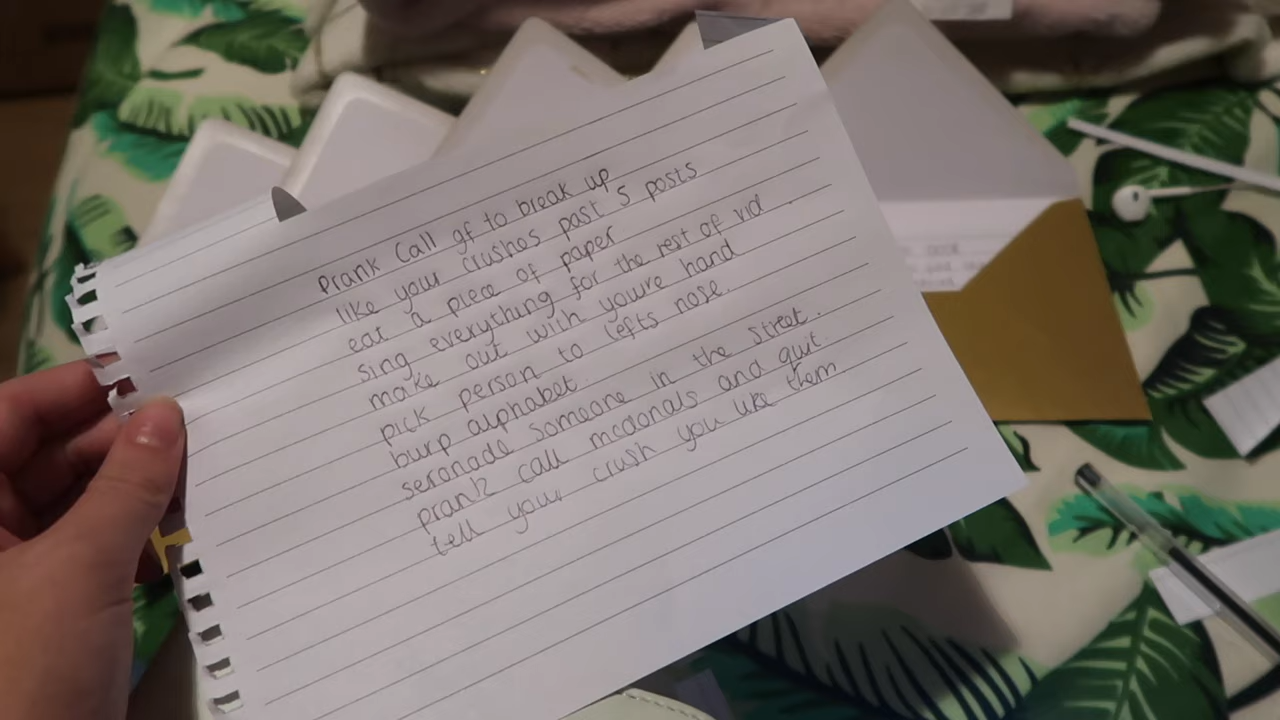 Prank Call gf to break up
like your crushes past 5 posts
eat a piece of paper
sing everything for the rest of vid.
make out with youre hand
pick person to lefts nose.
burp alphabet.
seronade someone in the street.
prank call mcdonals and quit.
tell your crush you like them